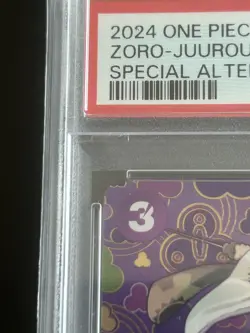 2024 ONE PIEC
ZORO-JUUROU
SPECIAL ALTE
3